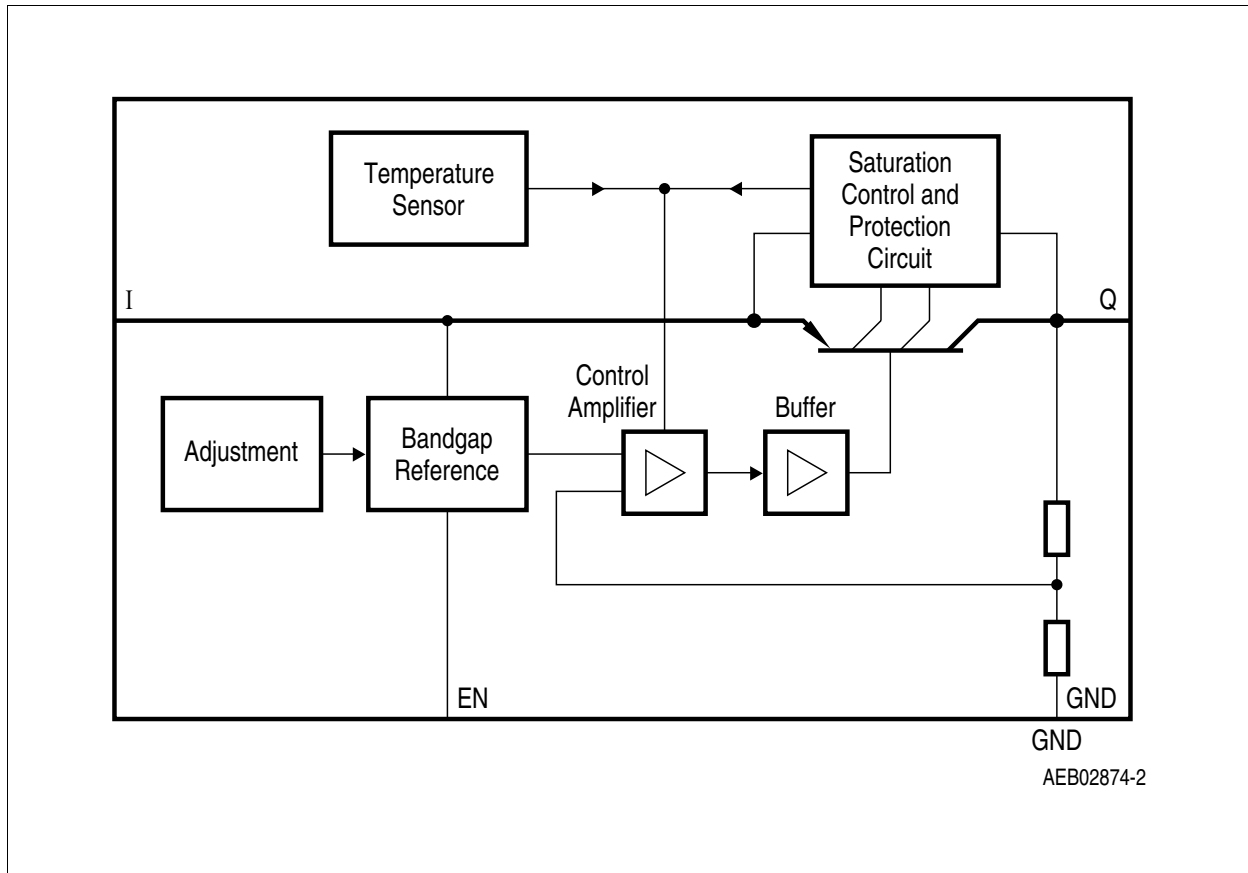 Temperature
Sensor
Saturation
Control and
Protection
Circuit
I
Q
Control
Amplifier
Buffer
Adjustment
Bandgap
Reference
EN
GND
GND
AEB02874-2